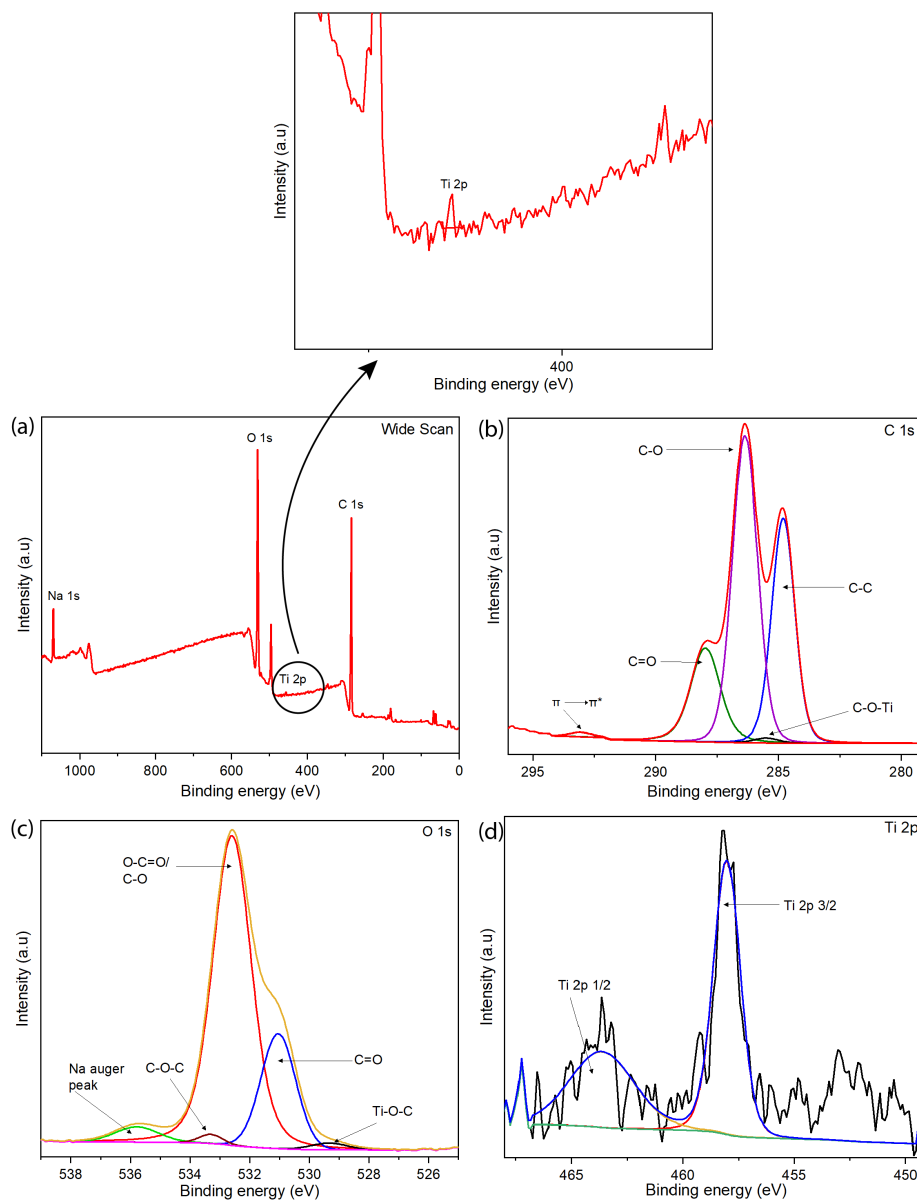 Intensity (a.u)
Ti 2p
400
Binding energy (eV)
(a)
Wide Scan
O 1s
C 1s
Na 1s
Ti 2p
Intensity (a.u)
1000 800 600 400 200 0
Binding energy (eV)
(b)
C 1s
C-O
C-C
C=O
C-O-Ti
π → π*
Intensity (a.u)
295 290 285 280
Binding energy (eV)
(c)
O 1s
O-C=O/
C-O
C=O
Na auger
peak
C-O-C
Ti-O-C
Intensity (a.u)
538 536 534 532 530 528 526
Binding energy (eV)
(d)
Ti 2p
Ti 2p 3/2
Ti 2p 1/2
Intensity (a.u)
465 460 455 450
Binding energy (eV)